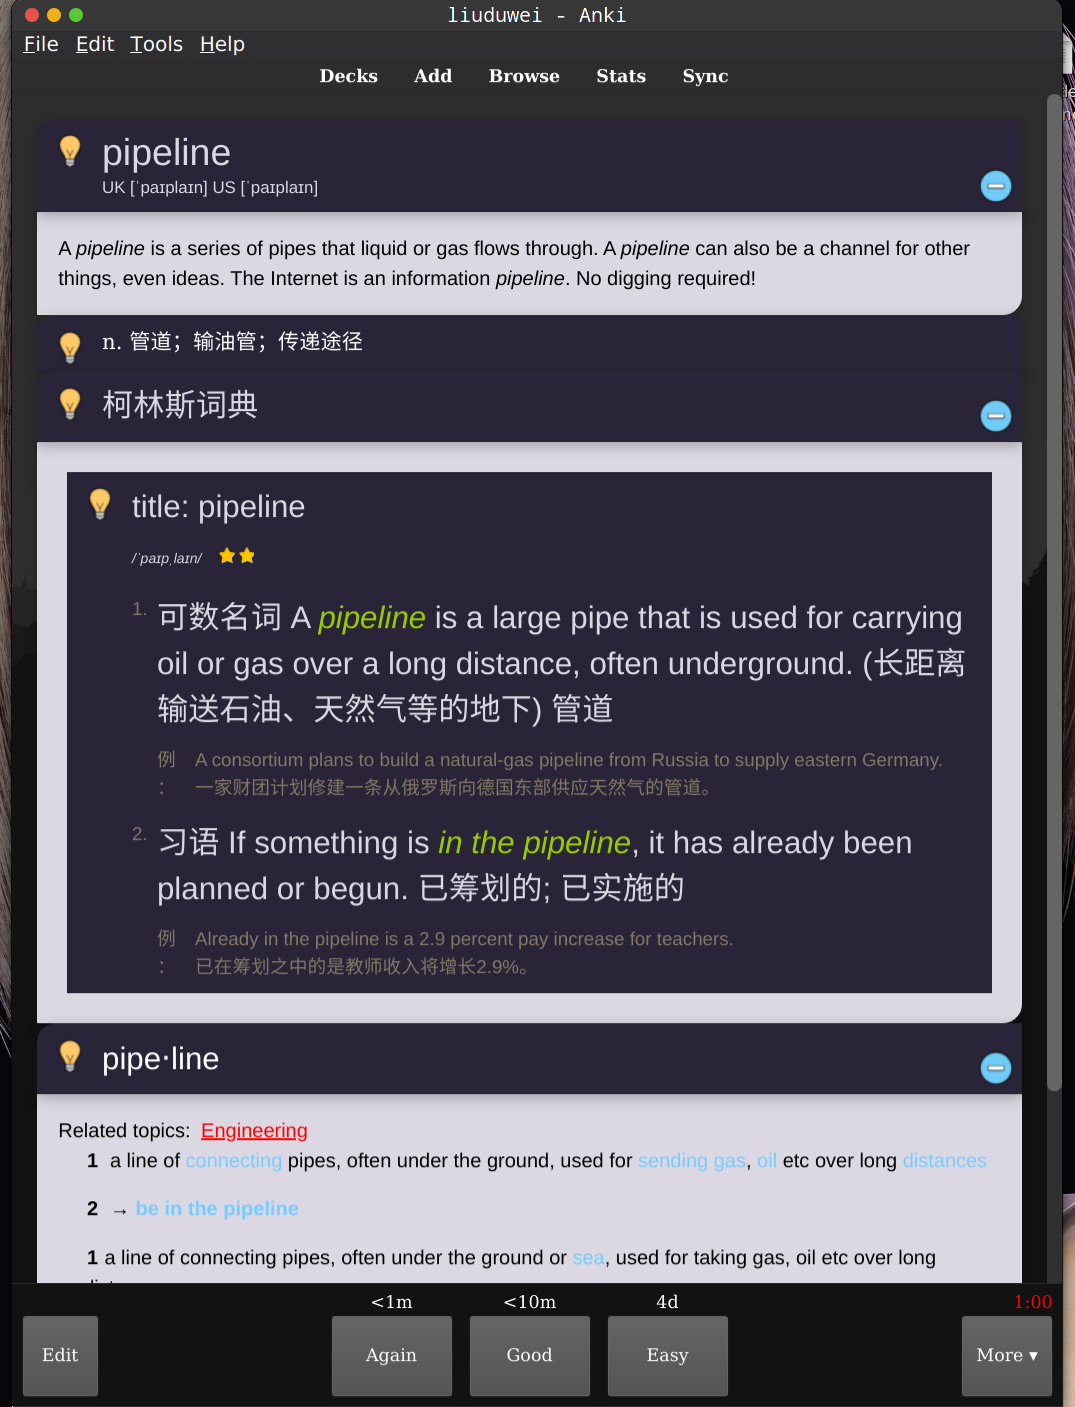 liuduwei - Anki
File Edit Tools Help
Decks Add Browse Stats Sync
pipeline
UK [ˈpaɪplaɪn] US [ˈpaɪplaɪn]
A pipeline is a series of pipes that liquid or gas flows through. A pipeline can also be a channel for other
things, even ideas. The Internet is an information pipeline. No digging required!
n. 管道；输油管；传递途径
柯林斯词典
title: pipeline
/ˈpaɪpˌlaɪn/
1. 可数名词 A pipeline is a large pipe that is used for carrying
oil or gas over a long distance, often underground. (长距离
输送石油、天然气等的地下) 管道
例 A consortium plans to build a natural-gas pipeline from Russia to supply eastern Germany.
： 一家财团计划修建一条从俄罗斯向德国东部供应天然气的管道。
2. 习语 If something is in the pipeline, it has already been
planned or begun. 已筹划的; 已实施的
例 Already in the pipeline is a 2.9 percent pay increase for teachers.
： 已在筹划之中的是教师收入将增长2.9%。
pipe·line
Related topics: Engineering
1 a line of connecting pipes, often under the ground, used for sending gas, oil etc over long distances
2 → be in the pipeline
1 a line of connecting pipes, often under the ground or sea, used for taking gas, oil etc over long
<1m <10m 4d 1:00
Edit Again Good Easy More ▾